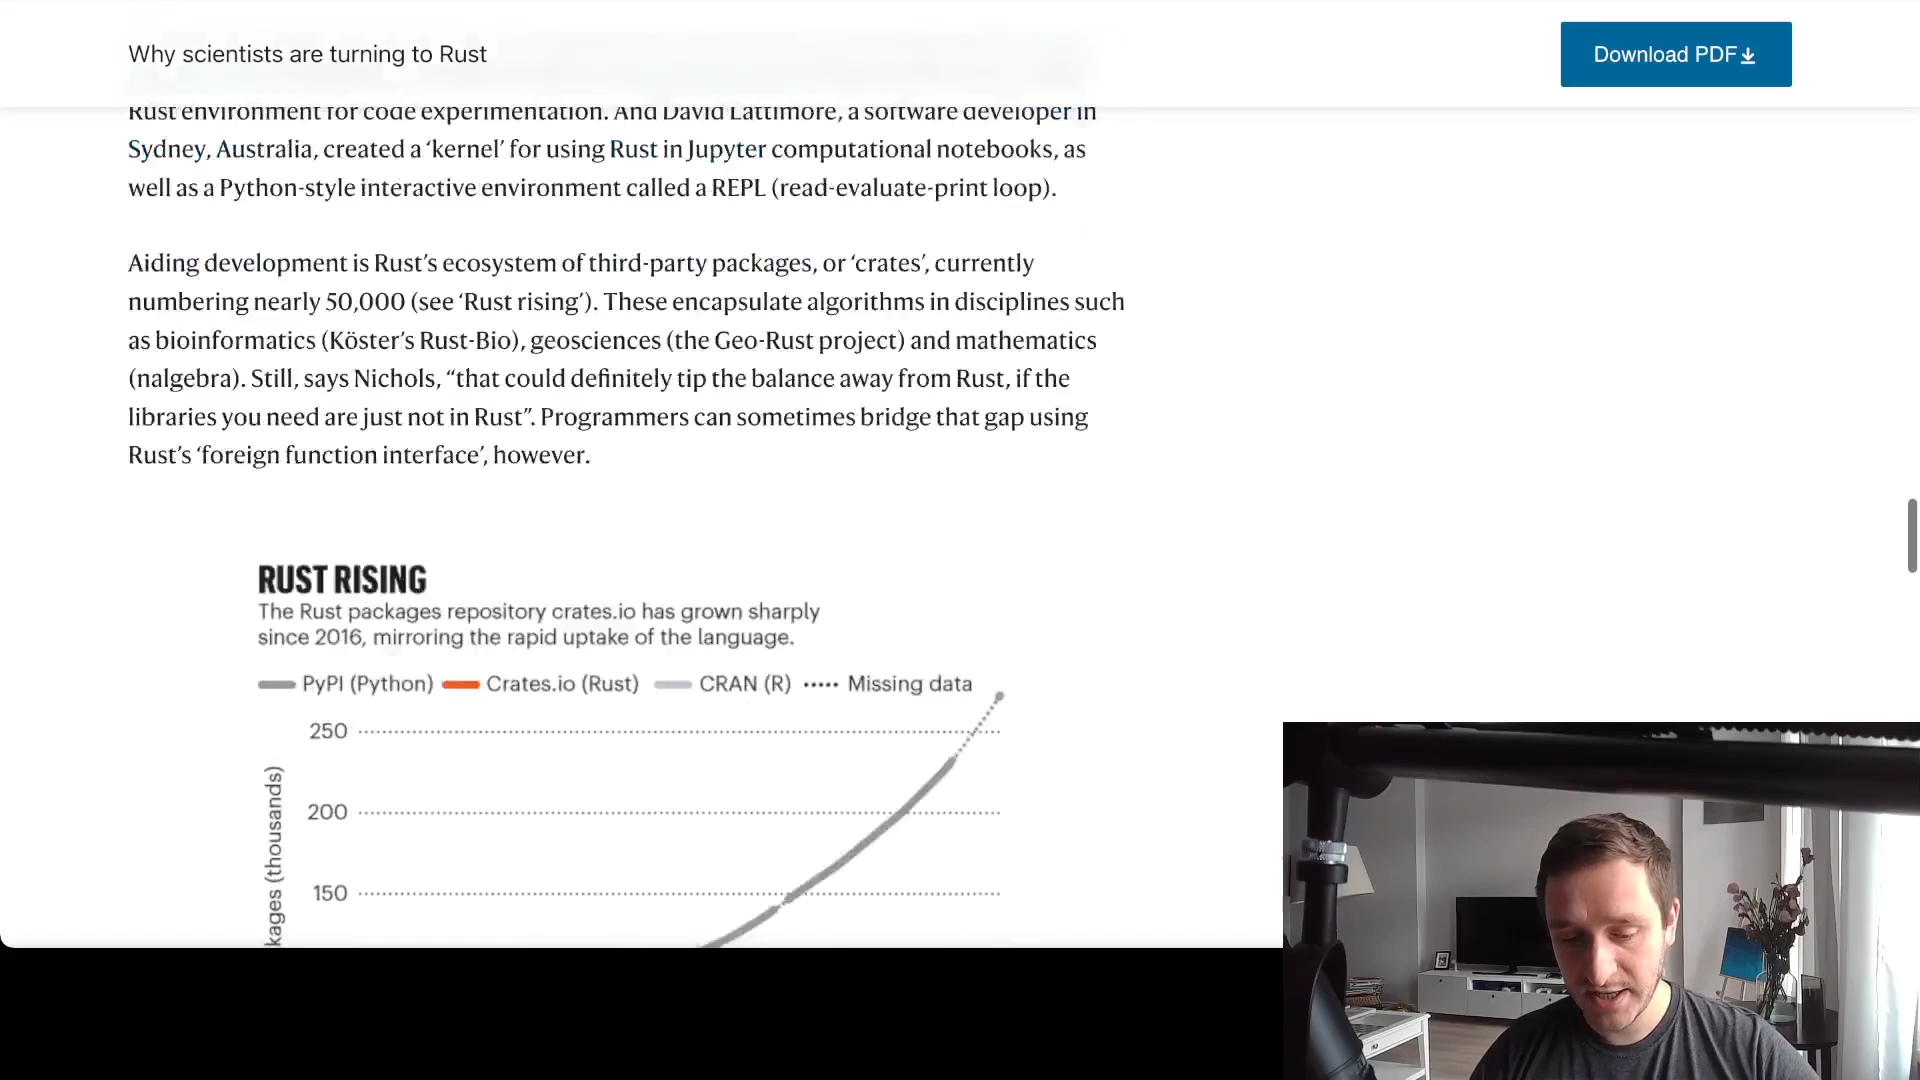 Why scientists are turning to Rust
Download PDF
Rust environment for code experimentation. And David Lattimore, a software developer in
Sydney, Australia, created a ‘kernel’ for using Rust in Jupyter computational notebooks, as
well as a Python-style interactive environment called a REPL (read-evaluate-print loop).
Aiding development is Rust’s ecosystem of third-party packages, or ‘crates’, currently
numbering nearly 50,000 (see ‘Rust rising’). These encapsulate algorithms in disciplines such
as bioinformatics (Köster’s Rust-Bio), geosciences (the Geo-Rust project) and mathematics
(nalgebra). Still, says Nichols, “that could definitely tip the balance away from Rust, if the
libraries you need are just not in Rust”. Programmers can sometimes bridge that gap using
Rust’s ‘foreign function interface’, however.
RUST RISING
The Rust packages repository crates.io has grown sharply
since 2016, mirroring the rapid uptake of the language.
PyPI (Python) Crates.io (Rust) CRAN (R) Missing data
250
200
150
kages (thousands)